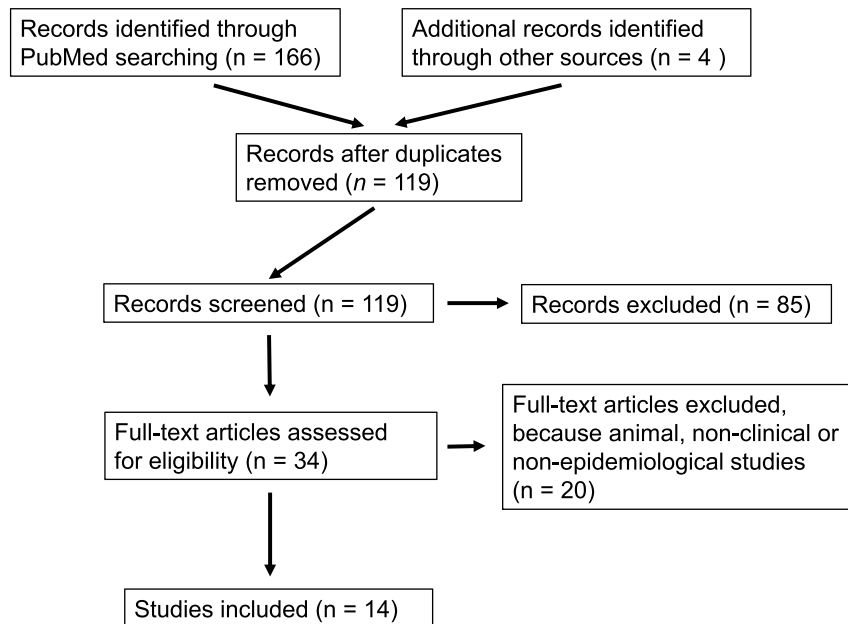 Records identified through
PubMed searching (n = 166)
Additional records identified
through other sources (n = 4 )
Records after duplicates
removed (n = 119)
Records screened (n = 119)
Records excluded (n = 85)
Full-text articles assessed
for eligibility (n = 34)
Full-text articles excluded,
because animal, non-clinical or
non-epidemiological studies
(n = 20)
Studies included (n = 14)